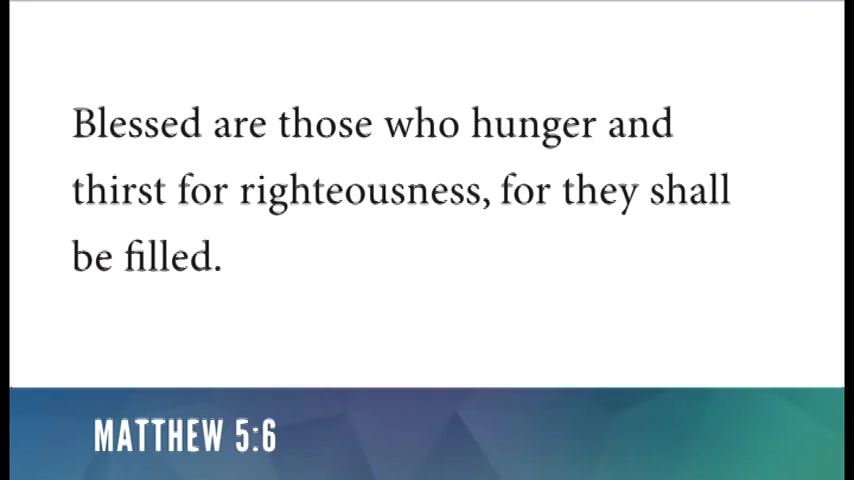 Blessed are those who hunger and
thirst for righteousness, for they shall
be filled.
MATTHEW 5:6